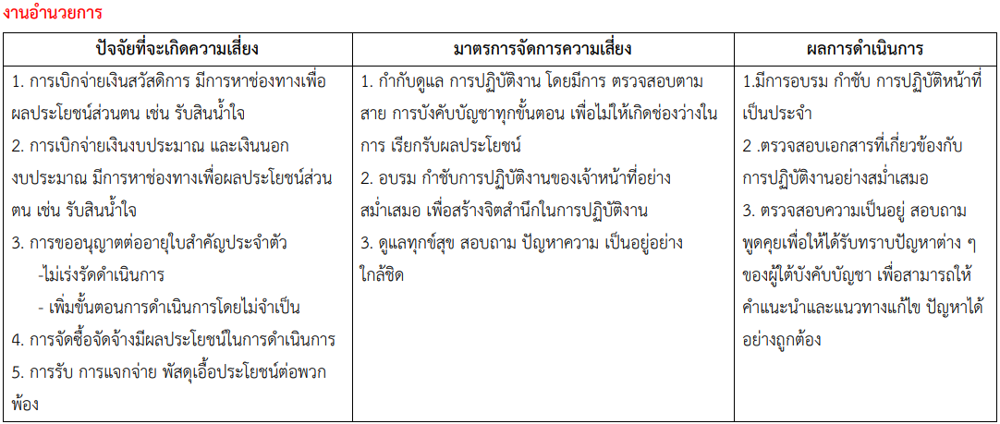 งานอำนวยการ
ปัจจัยที่จะเกิดความเสี่ยง
1. การเบิกจ่ายเงินสวัสดิการ มีการหาช่องทางเพื่อ
ผลประโยชน์ส่วนตน เช่น รับสินน้ำใจ
2. การเบิกจ่ายเงินงบประมาณ และเงินนอก
งบประมาณ มีการหาช่องทางเพื่อผลประโยชน์ส่วน
ตน เช่น รับสินน้ำใจ
3. การขออนุญาตต่ออายุใบสำคัญประจำตัว
-ไม่เร่งรัดดำเนินการ
- เพิ่มขั้นตอนการดำเนินการโดยไม่จำเป็น
4. การจัดซื้อจัดจ้างมีผลประโยชน์ในการดำเนินการ
5. การรับ การแจกจ่าย พัสดุเอื้อประโยชน์ต่อพวก
พ้อง
มาตรการจัดการความเสี่ยง
1. กำกับดูแล การปฏิบัติงาน โดยมีการ ตรวจสอบตาม
สาย การบังคับบัญชาทุกขั้นตอน เพื่อไม่ให้เกิดช่องว่างใน
การ เรียกรับผลประโยชน์
2. อบรม กำชับการปฏิบัติงานของเจ้าหน้าที่อย่าง
สม่ำเสมอ เพื่อสร้างจิตสำนึกในการปฏิบัติงาน
3. ดูแลทุกข์สุข สอบถาม ปัญหาความ เป็นอยู่อย่าง
ใกล้ชิด
ผลการดำเนินการ
1.มีการอบรม กำชับ การปฏิบัติหน้าที่
เป็นประจำ
2 .ตรวจสอบเอกสารที่เกี่ยวข้องกับ
การปฏิบัติงานอย่างสม่ำเสมอ
3. ตรวจสอบความเป็นอยู่ สอบถาม
พูดคุยเพื่อให้ได้รับทราบปัญหาต่าง ๆ
ของผู้ใต้บังคับบัญชา เพื่อสามารถให้
คำแนะนำและแนวทางแก้ไข ปัญหาได้
อย่างถูกต้อง